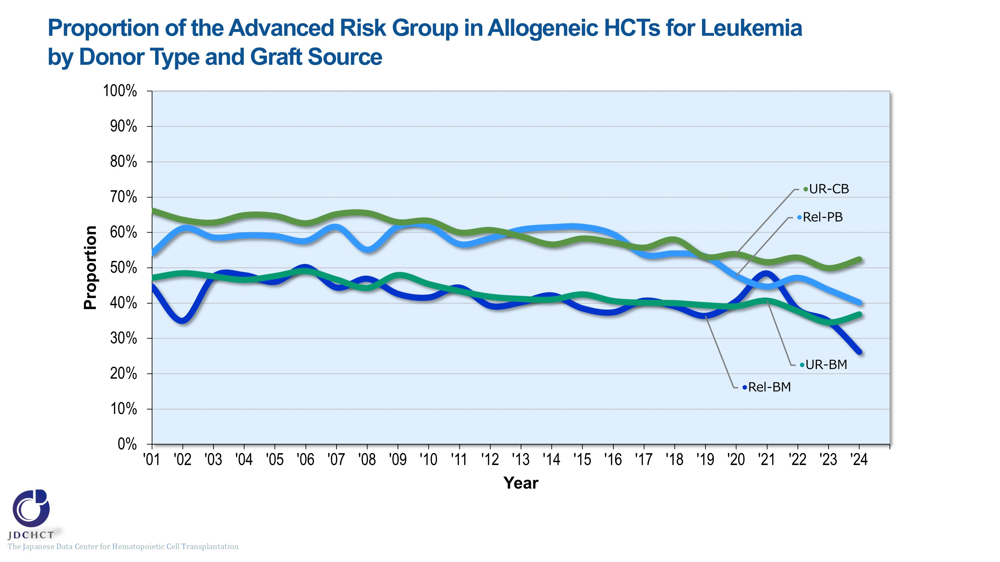 Proportion of the Advanced Risk Group in Allogeneic HCTs for Leukemia
by Donor Type and Graft Source
100%
90%
80%
70%
60%
50%
40%
30%
20%
10%
0%
Proportion
UR-CB
Rel-PB
UR-BM
Rel-BM
'01 '02 '03 '04 '05 '06 '07 '08 '09 '10 '11 '12 '13 '14 '15 '16 '17 '18 '19 '20 '21 '22 '23 '24
Year
JDCHCT
The Japanese Data Center for Hematopoietic Cell Transplantation